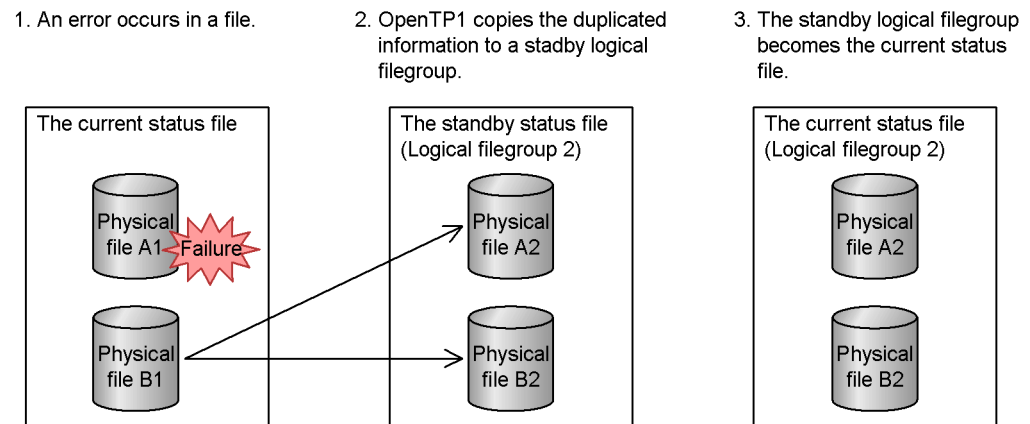 1. An error occurs in a file.
2. OpenTP1 copies the duplicated
information to a stadby logical
filegroup.
3. The standby logical filegroup
becomes the current status
file.
The current status file
Physical
file A1
Failure
Physical
file B1
The standby status file
(Logical filegroup 2)
Physical
file A2
Physical
file B2
The current status file
(Logical filegroup 2)
Physical
file A2
Physical
file B2